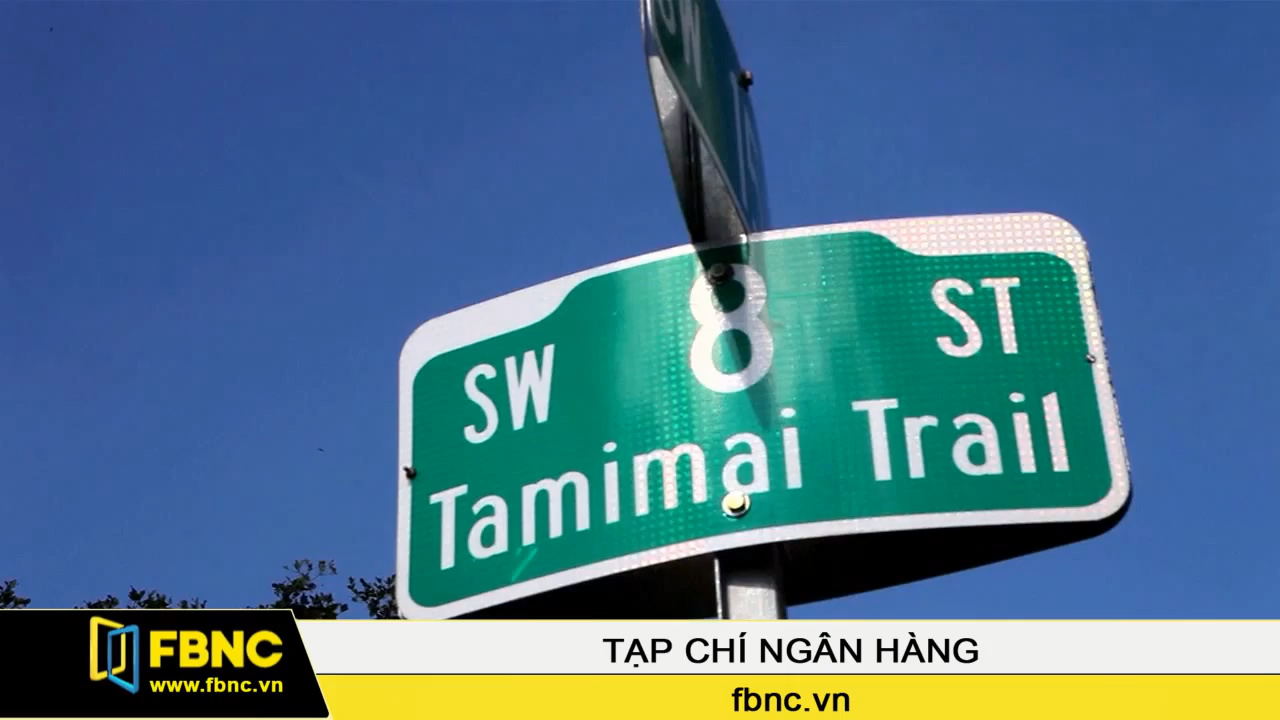 SW 8 ST
Tamimai Trail
FBNC
www.fbnc.vn
TẠP CHÍ NGÂN HÀNG
fbnc.vn